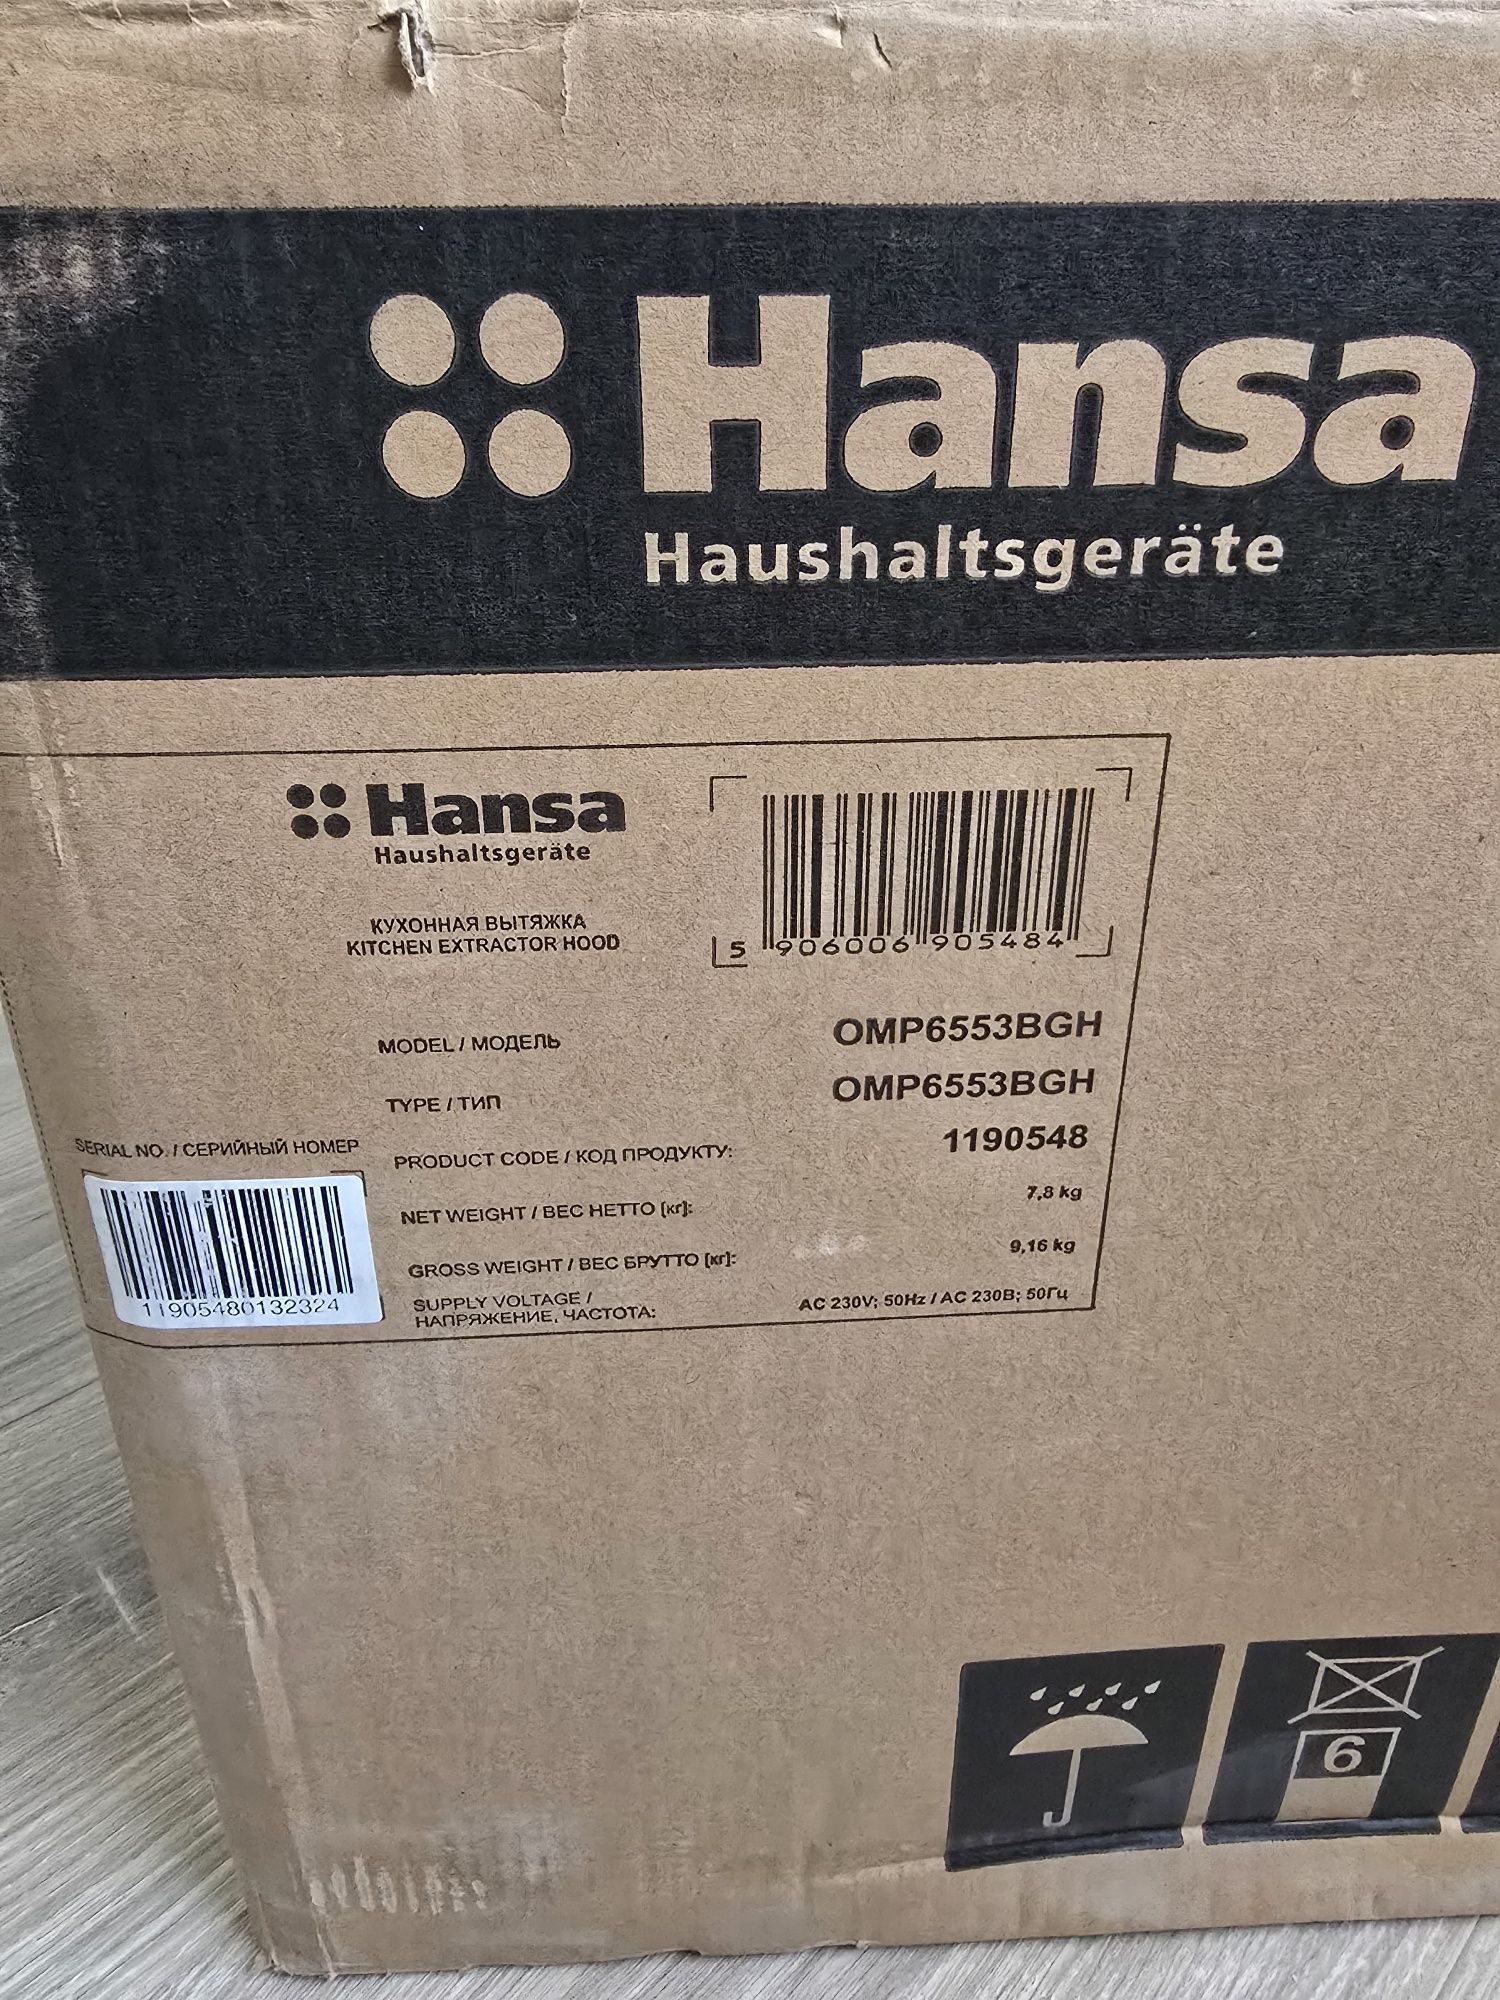 Hansa
Haushaltsgeräte
Hansa
Haushaltsgeräte
КУХОННАЯ ВЫТЯЖКА
KITCHEN EXTRACTOR HOOD
5 906006 905484
MODEL / МОДЕЛЬ OMP6553BGH
TYPE / ТИП OMP6553BGH
PRODUCT CODE / КОД ПРОДУКТУ: 1190548
NET WEIGHT / ВЕС НЕТТО [кг]: 7,8 kg
GROSS WEIGHT / ВЕС БРУТТО [кг]: 9,16 kg
SUPPLY VOLTAGE /
НАПРЯЖЕНИЕ, ЧАСТОТА: AC 230V; 50Hz / AC 230В; 50Гц
SERIAL NO. / СЕРИЙНЫЙ НОМЕР
11905480132324
6